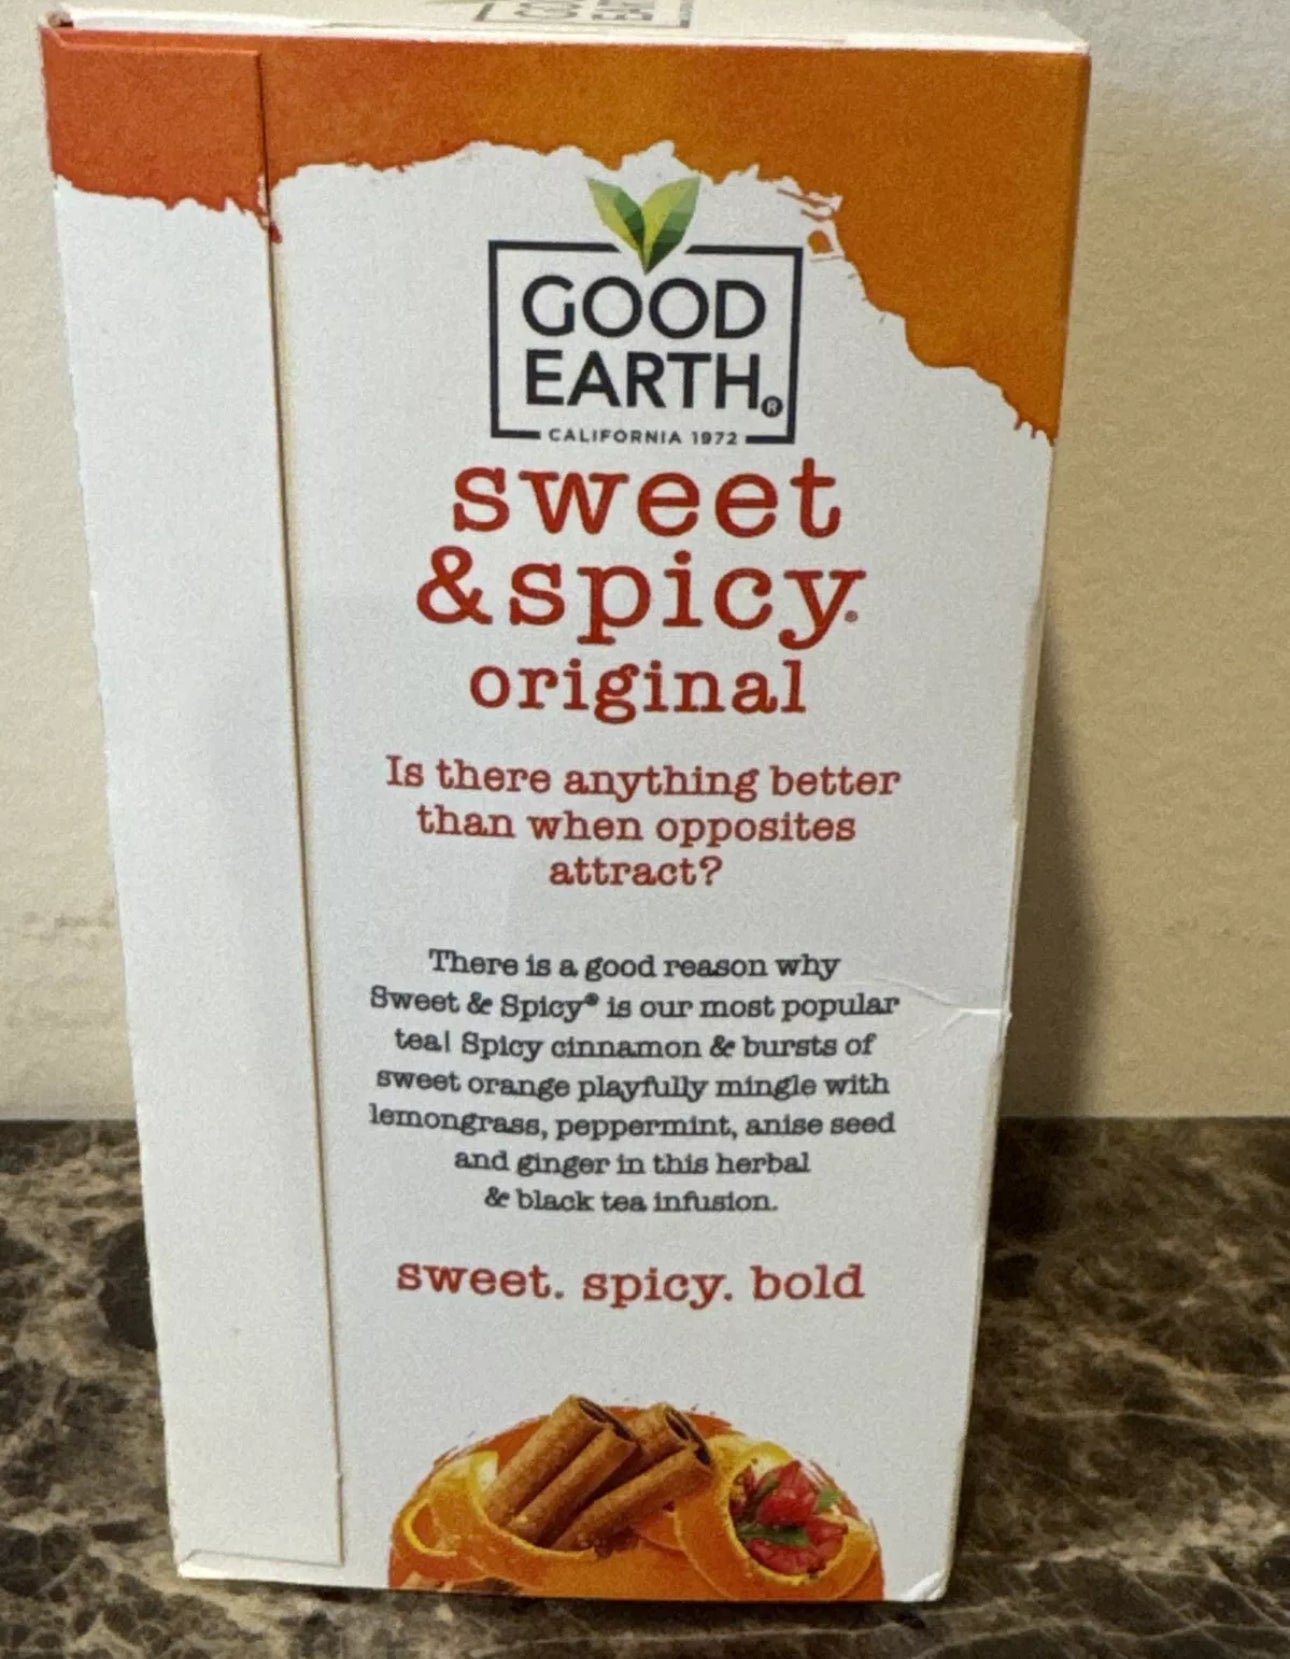 GOOD
EARTH®
CALIFORNIA 1972
sweet
&spicy®
original
Is there anything better
than when opposites
attract?
There is a good reason why
Sweet & Spicy® is our most popular
tea! Spicy cinnamon & bursts of
sweet orange playfully mingle with
lemongrass, peppermint, anise seed
and ginger in this herbal
& black tea infusion.
sweet. spicy. bold